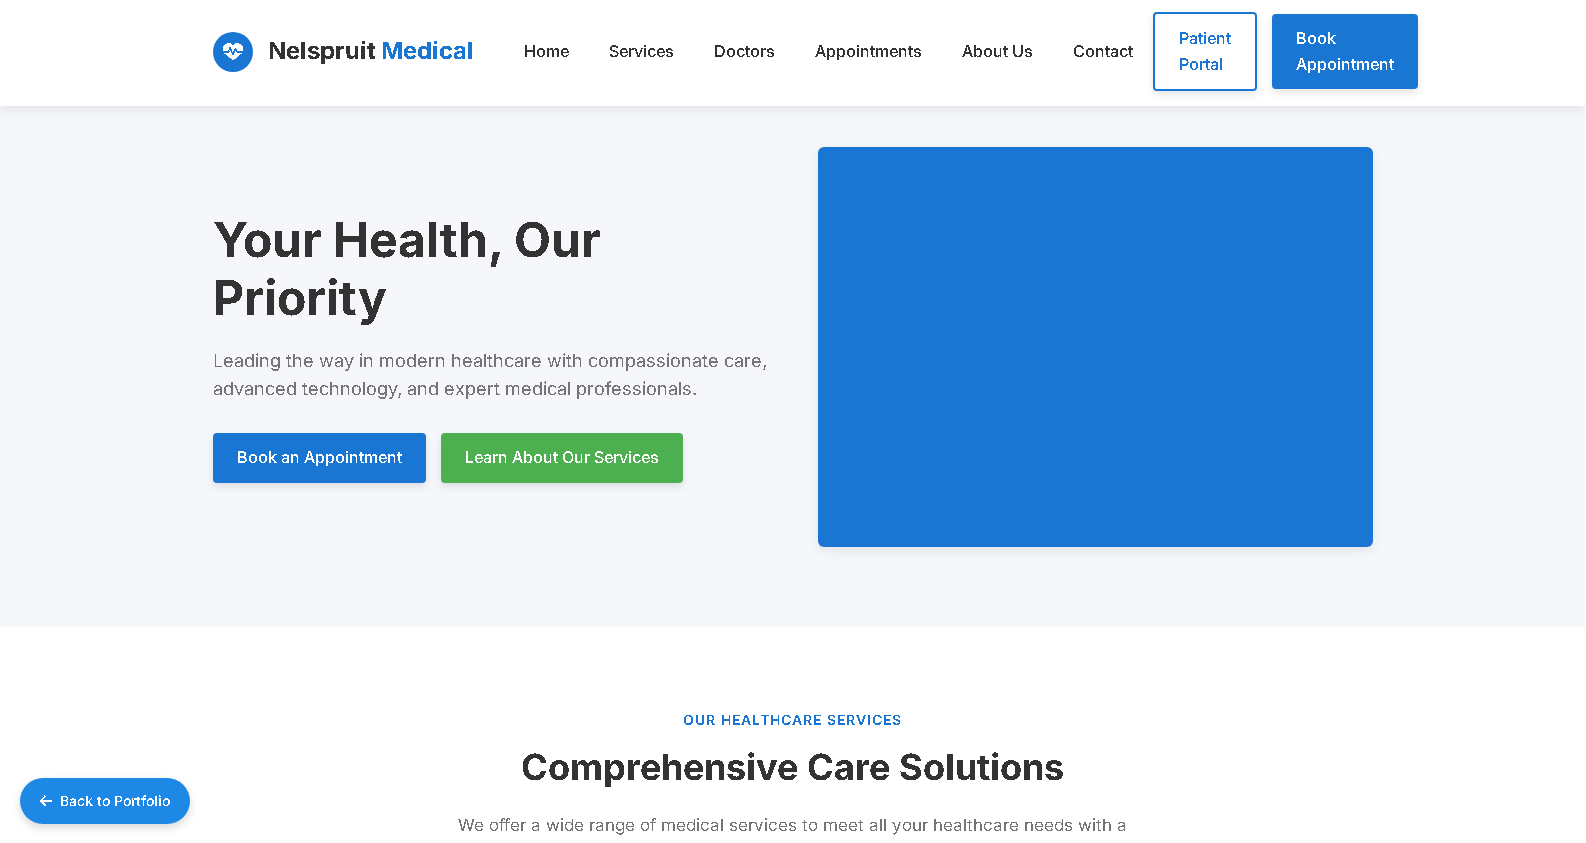 Nelspruit Medical
Home
Services
Doctors
Appointments
About Us
Contact
Patient
Portal
Book
Appointment
Your Health, Our
Priority
Leading the way in modern healthcare with compassionate care,
advanced technology, and expert medical professionals.
Book an Appointment
Learn About Our Services
OUR HEALTHCARE SERVICES
Comprehensive Care Solutions
We offer a wide range of medical services to meet all your healthcare needs with a
← Back to Portfolio